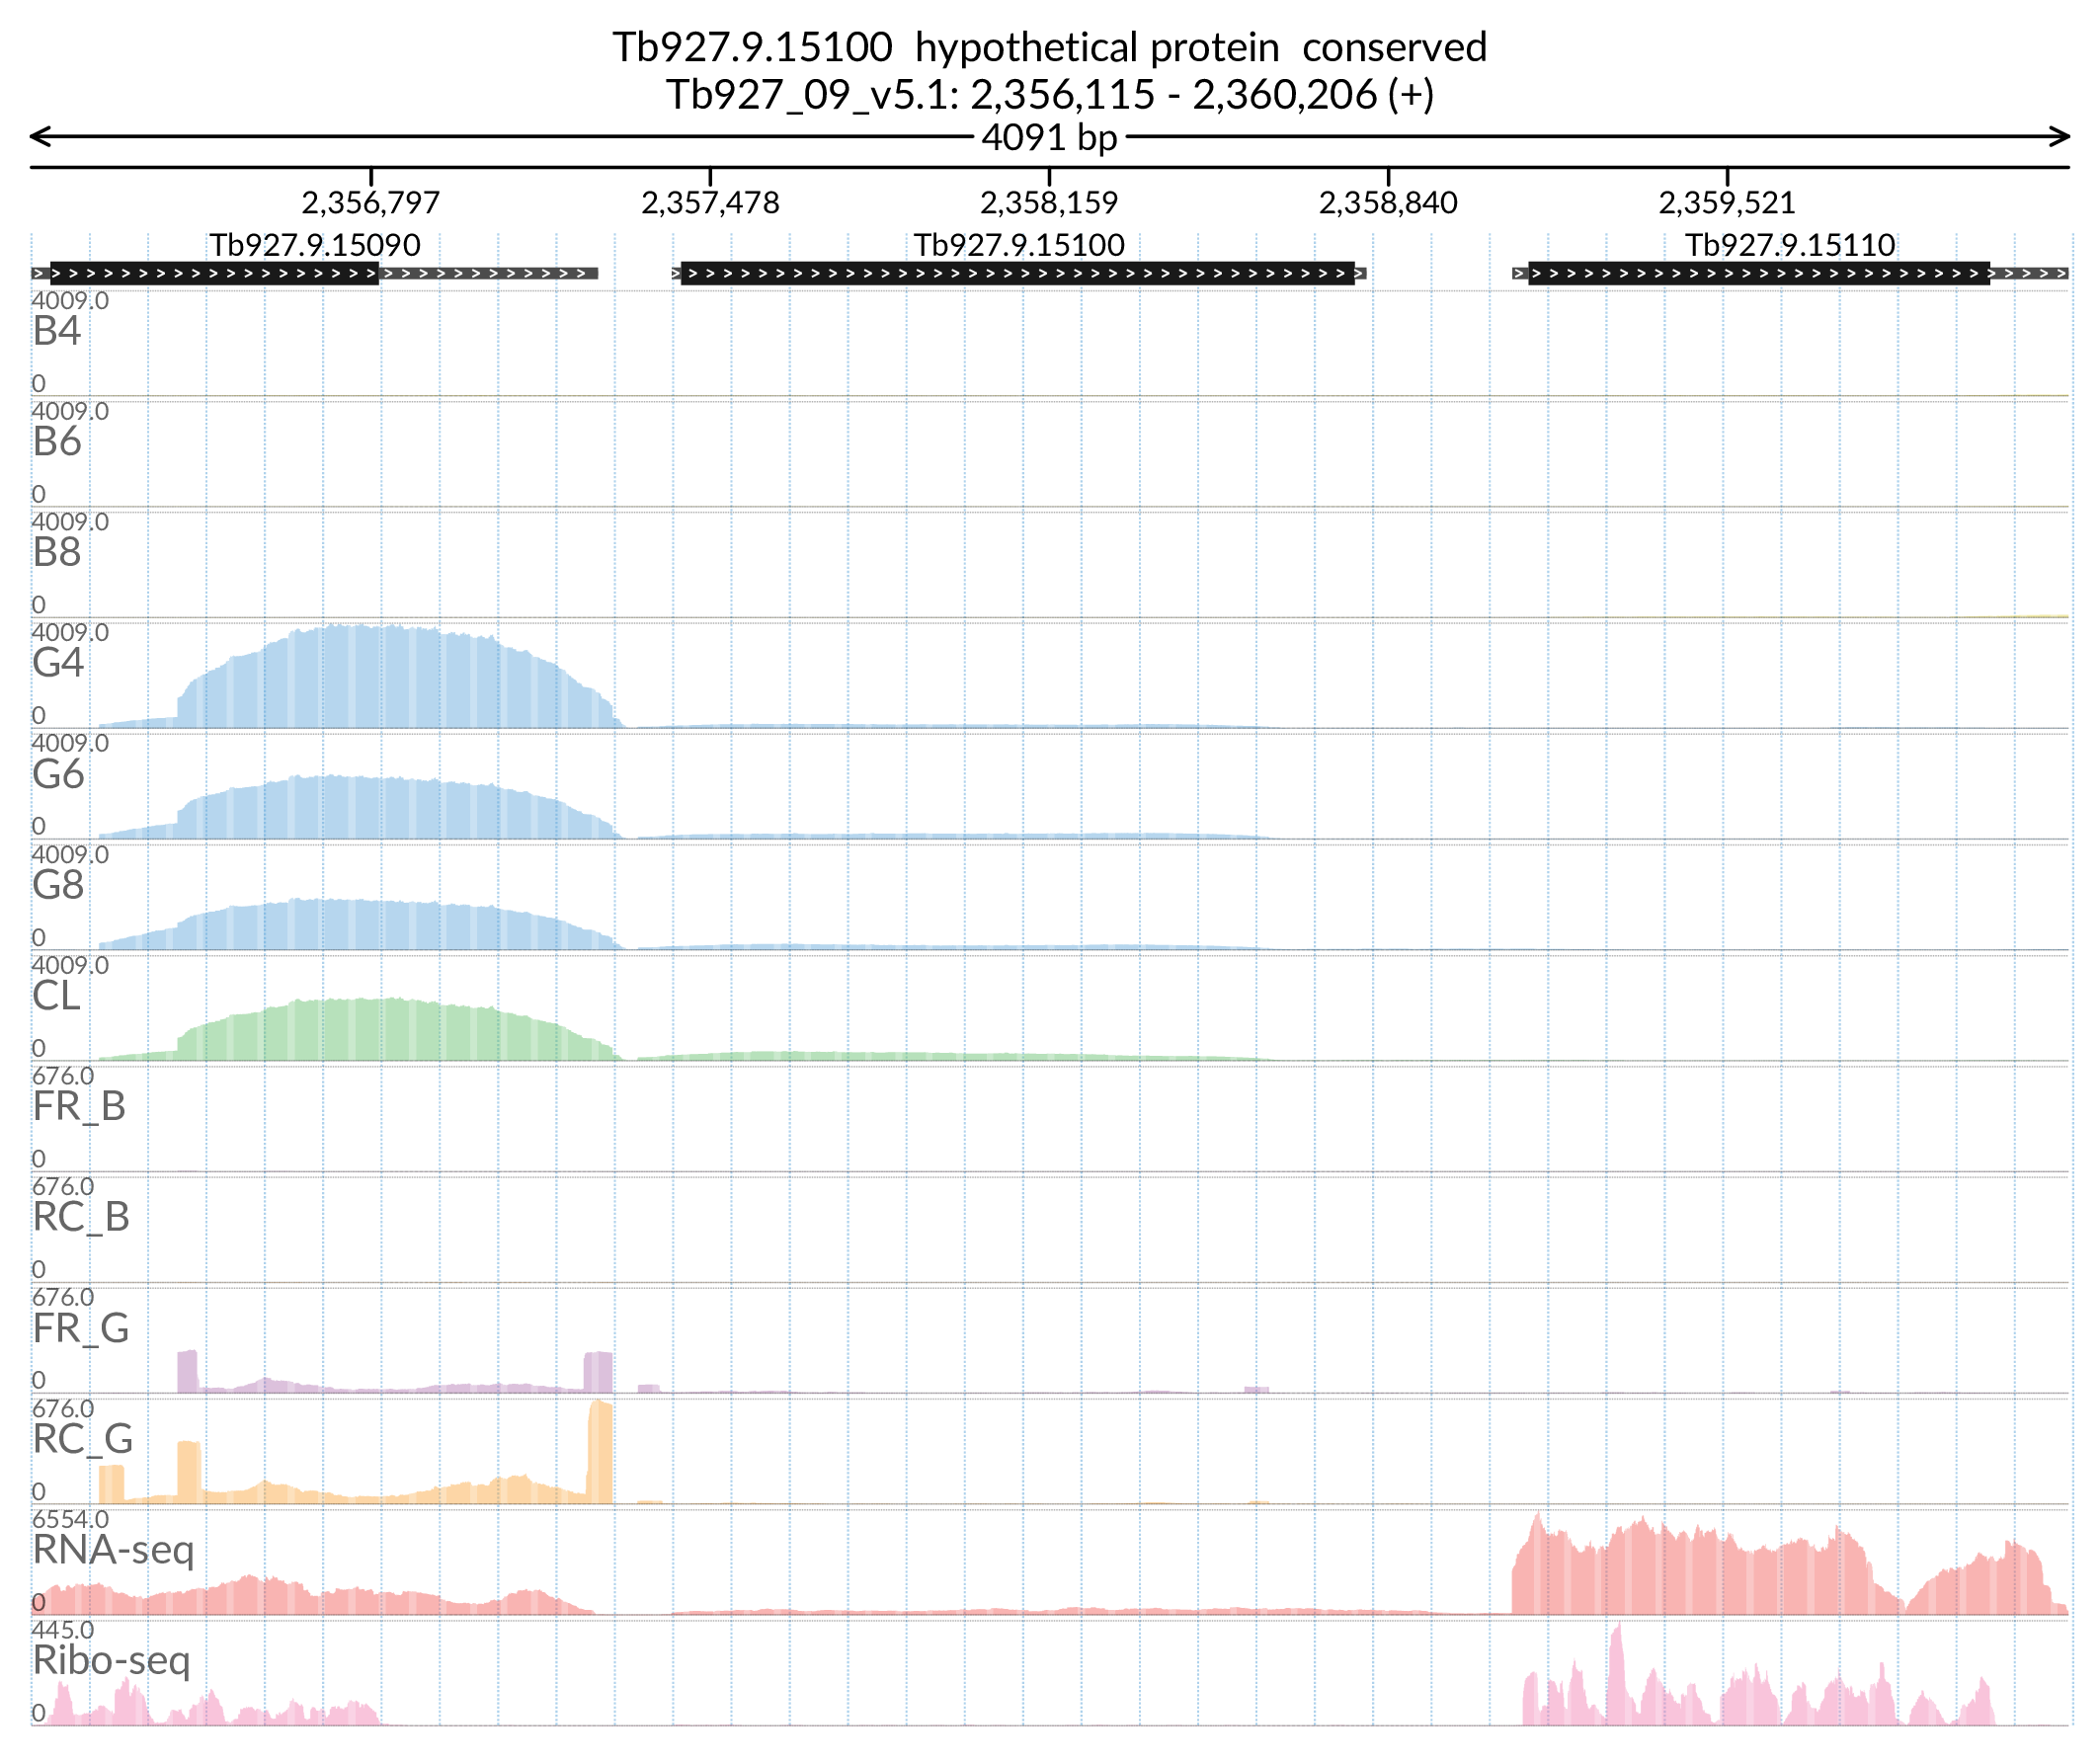 Tb927.9.15100  hypothetical protein  conserved
Tb927_09_v5.1: 2,356,115 - 2,360,206 (+)
4091 bp
2,356,797 2,357,478 2,358,159 2,358,840 2,359,521
Tb927.9.15090 Tb927.9.15100 Tb927.9.15110
4009.0
B4
0
4009.0
B6
0
4009.0
B8
0
4009.0
G4
0
4009.0
G6
0
4009.0
G8
0
4009.0
CL
0
676.0
FR_B
0
676.0
RC_B
0
676.0
FR_G
0
676.0
RC_G
0
6554.0
RNA-seq
0
445.0
Ribo-seq
0